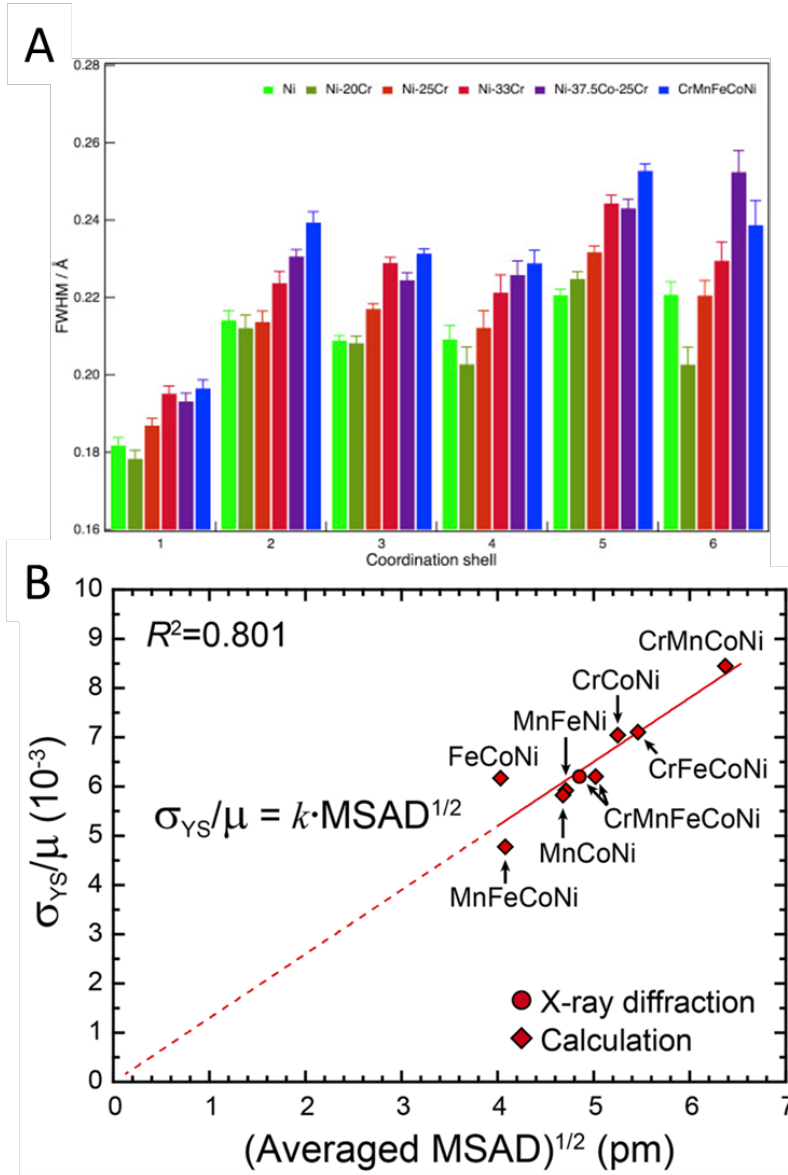 A
0.28
0.26
0.24
0.22
0.20
0.18
0.16
FWHM / Å
Ni Ni-20Cr Ni-25Cr Ni-33Cr Ni-37.5Co-25Cr CrMnFeCoNi
1 2 3 4 5 6
Coordination shell
B
10
9
8
7
6
5
4
3
2
1
0
σYS/μ (10⁻³)
R²=0.801
CrMnCoNi
CrCoNi
MnFeNi
FeCoNi
CrFeCoNi
σYS/μ = k·MSAD^1/2
CrMnFeCoNi
MnCoNi
MnFeCoNi
X-ray diffraction
Calculation
0 1 2 3 4 5 6 7
(Averaged MSAD)^1/2 (pm)